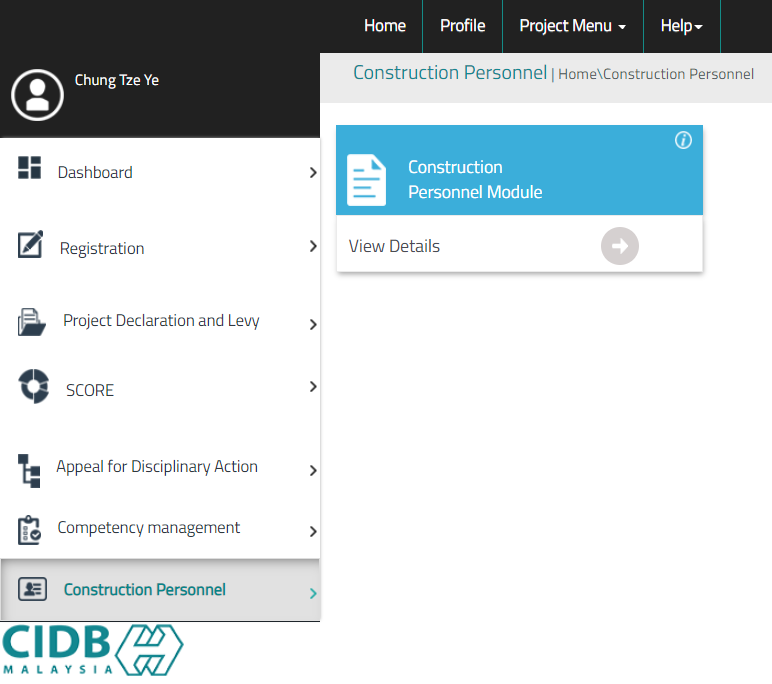 Home Profile Project Menu Help
Chung Tze Ye
Construction Personnel | Home\Construction Personnel
Construction
Personnel Module
View Details
Dashboard
Registration
Project Declaration and Levy
SCORE
Appeal for Disciplinary Action
Competency management
Construction Personnel
CIDB
MALAYSIA